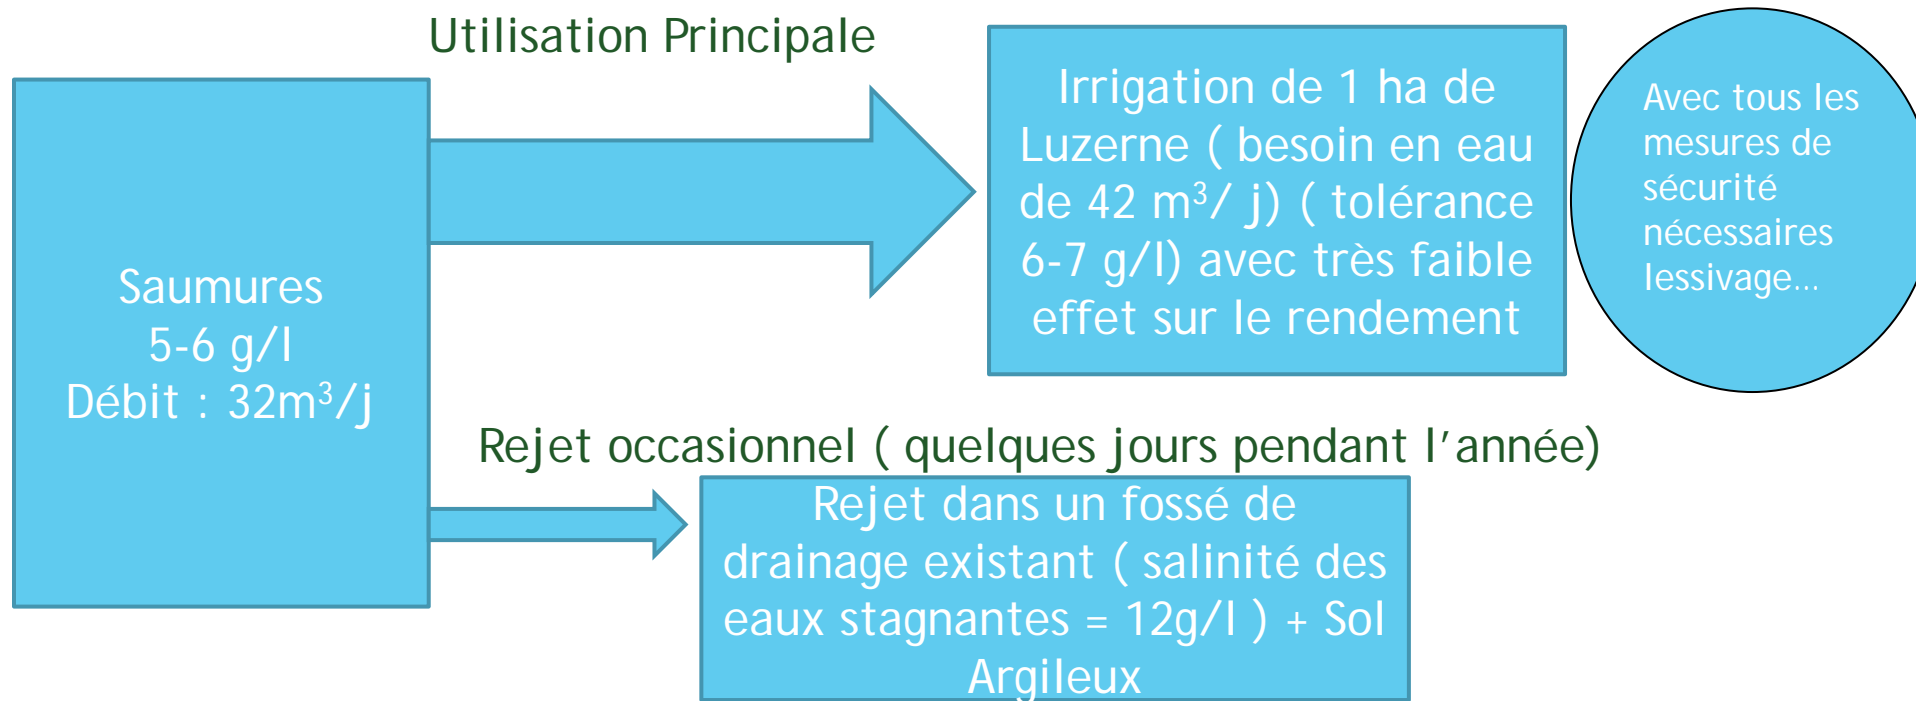 Utilisation Principale
Saumures
5-6 g/l
Débit : 32m³/j
Irrigation de 1 ha de
Luzerne ( besoin en eau
de 42 m³/ j) ( tolérance
6-7 g/l) avec très faible
effet sur le rendement
Avec tous les
mesures de
sécurité
nécessaires
lessivage...
Rejet occasionnel ( quelques jours pendant l’année)
Rejet dans un fossé de
drainage existant ( salinité des
eaux stagnantes = 12g/l ) + Sol
Argileux